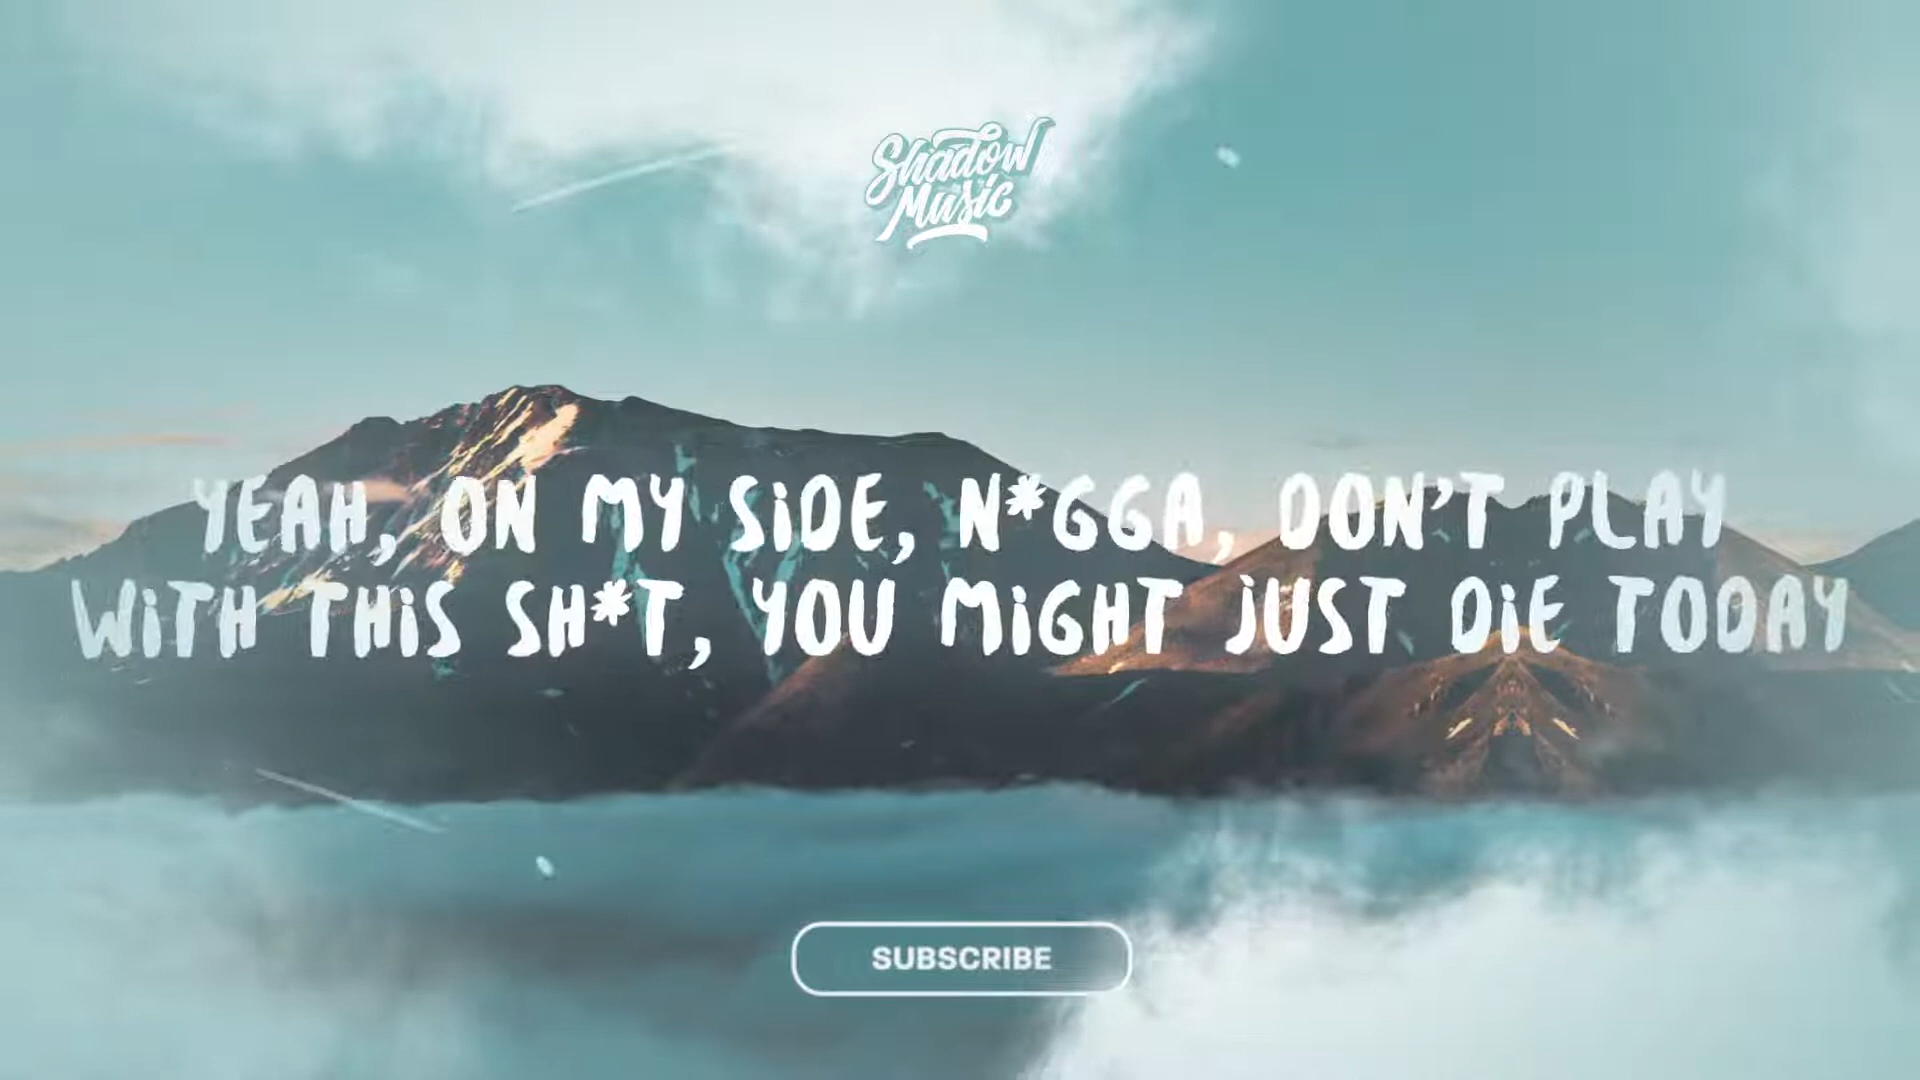 Shadow
Music
YEAH, ON MY SiDE, N*GGA, DON'T PLAY
WiTH THiS SH*T, YOU MiGHT JUST DiE TODAY
SUBSCRIBE